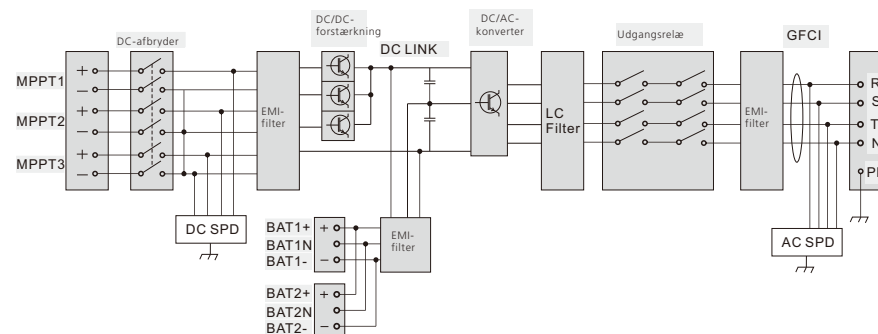 DC-afbryder
DC/DC-
forstærkning
DC LINK
DC/AC-
konverter
Udgangsrelæ
GFCI
MPPT1
+
−
MPPT2
+
−
MPPT3
+
−
EMI-
filter
LC
Filter
EMI-
filter
R
S
T
N
DC SPD
AC SPD
BAT1+
BAT1N
BAT1-
+
−
EMI-
filter
BAT2+
BAT2N
BAT2-
+
−